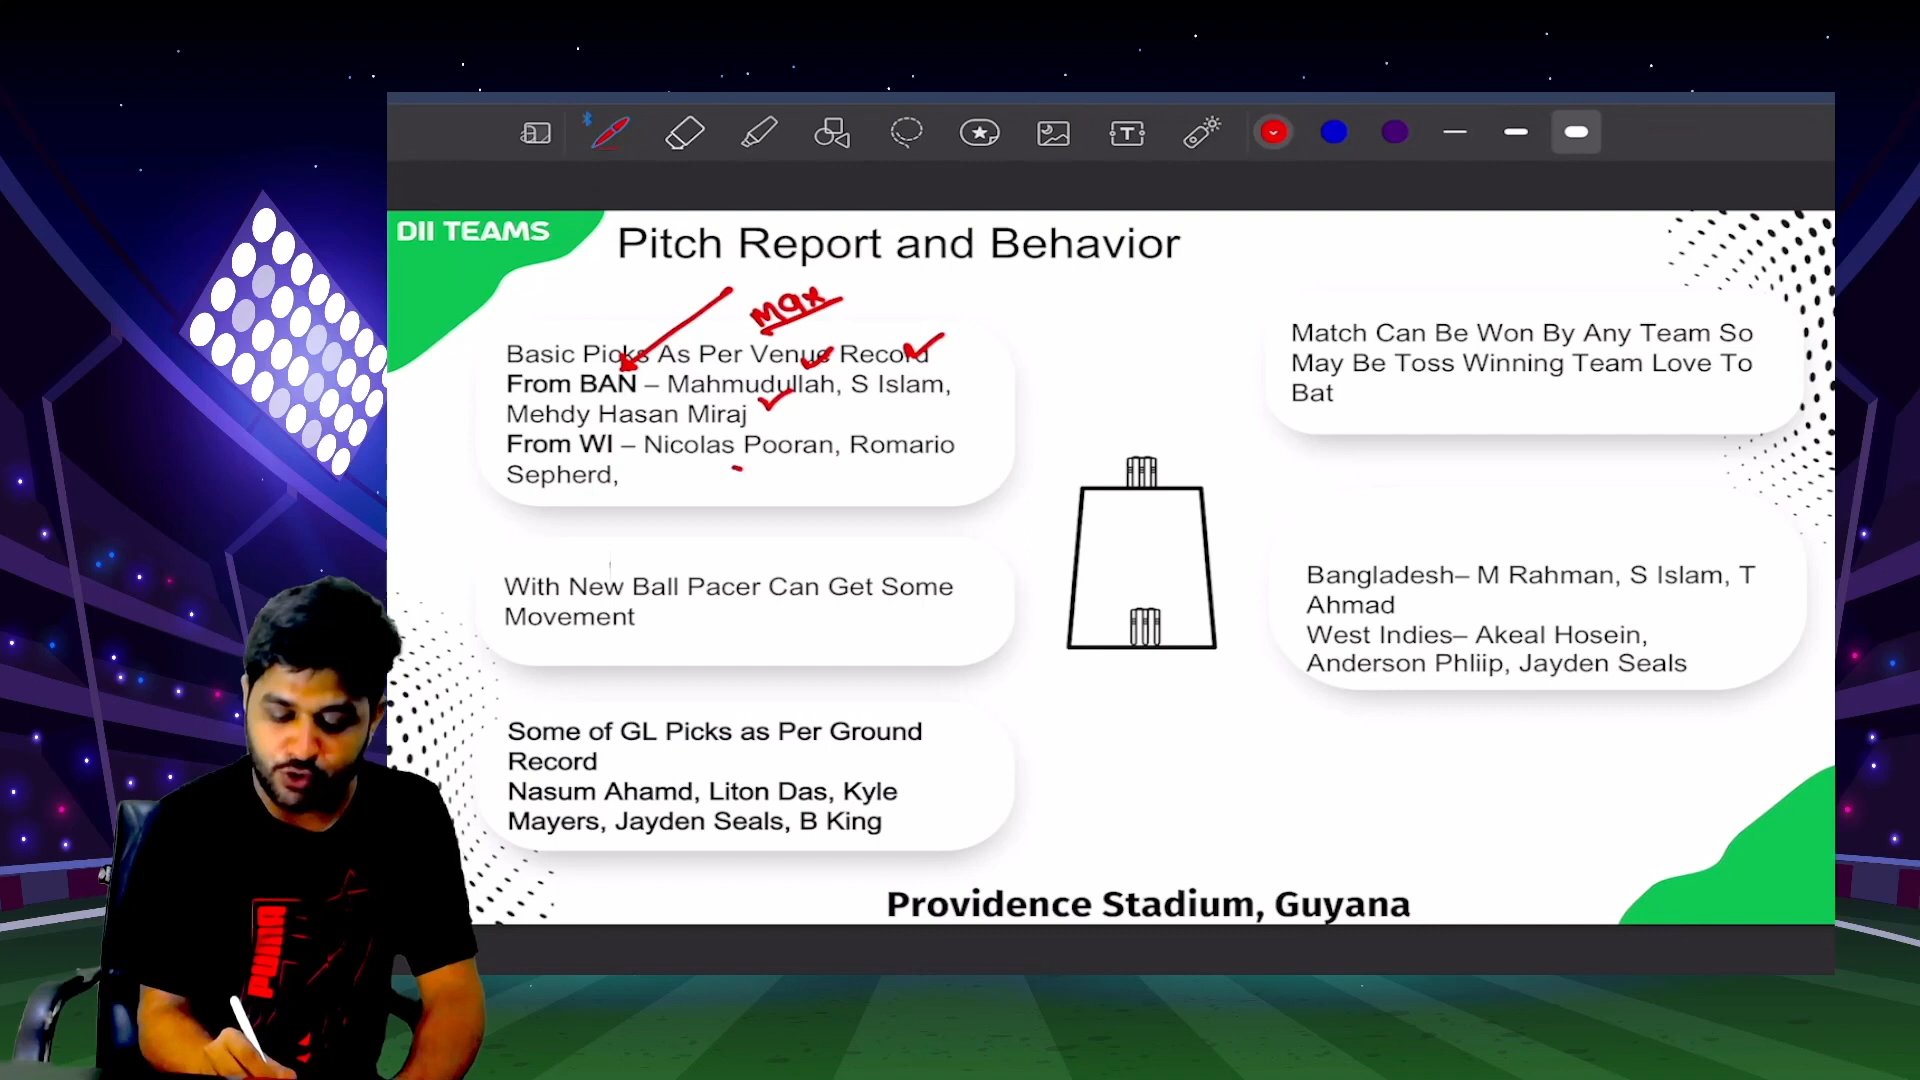 DII TEAMS
Pitch Report and Behavior
max
Basic Picks As Per Venue Record
From BAN – Mahmudullah, S Islam,
Mehdy Hasan Miraj
From WI – Nicolas Pooran, Romario
Sepherd,
With New Ball Pacer Can Get Some
Movement
Some of GL Picks as Per Ground
Record
Nasum Ahamd, Liton Das, Kyle
Mayers, Jayden Seals, B King
Match Can Be Won By Any Team So
May Be Toss Winning Team Love To
Bat
Bangladesh– M Rahman, S Islam, T
Ahmad
West Indies– Akeal Hosein,
Anderson Phliip, Jayden Seals
Providence Stadium, Guyana
PUMA
T